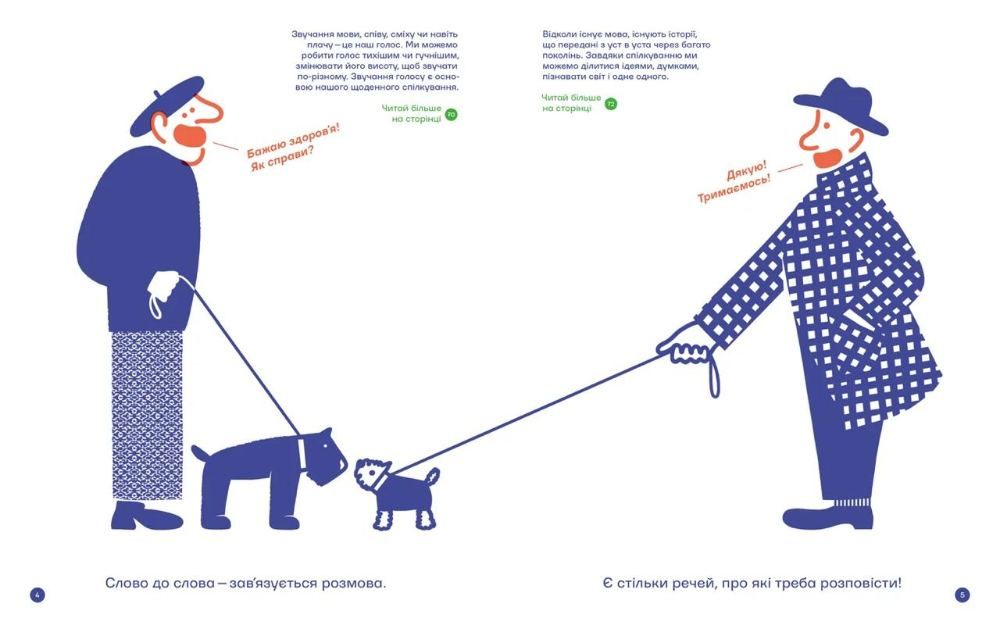 Звучання мови, співу, сміху чи навіть
плачу – це наш голос. Ми можемо
робити голос тихішим чи гучнішим,
змінювати його висоту, щоб звучати
по-різному. Звучання голосу є осно-
вою нашого щоденного спілкування.
Читай більше
на сторінці 70
Відколи існує мова, існують історії,
що передані з уст в уста через багато
поколінь. Завдяки спілкуванню ми
можемо ділитися ідеями, думками,
пізнавати світ і одне одного.
Читай більше
на сторінці 72
Бажаю здоров'я!
Як справи?
Дякую!
Тримаємось!
Слово до слова – зав'язується розмова.
Є стільки речей, про які треба розповісти!
4
5